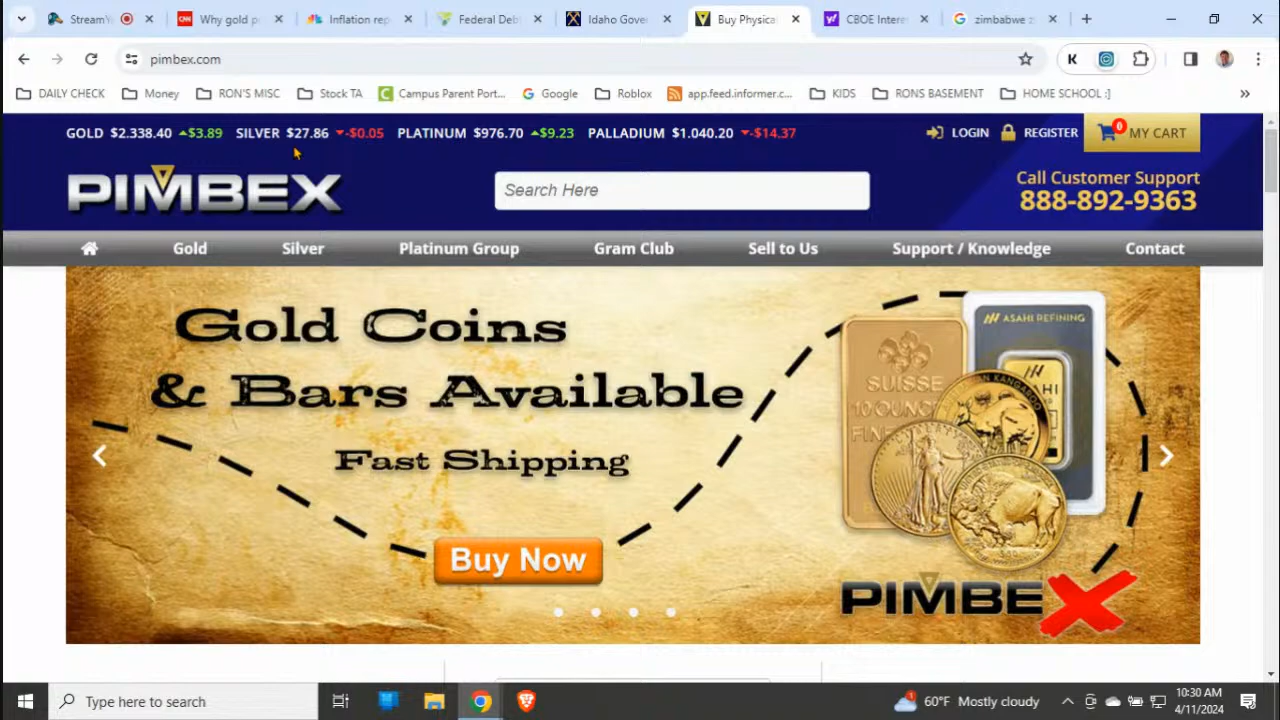 StreamY
Why gold p
Inflation rep
Federal Deb
Idaho Gove
Buy Physica
CBOE Intere
zimbabwe z
pimbex.com
K
DAILY CHECK
Money
RON'S MISC
Stock TA
Campus Parent Port...
Google
Roblox
app.feed.informer.c...
KIDS
RONS BASEMENT
HOME SCHOOL :]
»
GOLD $2.338.40 $3.89 SILVER $27.86 -$0.05 PLATINUM $976.70 $9.23 PALLADIUM $1.040.20 -$14.37
LOGIN
REGISTER
0
MY CART
PIMBEX
Search Here
Call Customer Support
888-892-9363
Gold
Silver
Platinum Group
Gram Club
Sell to Us
Support / Knowledge
Contact
Gold Coins
& Bars Available
Fast Shipping
Buy Now
ASAHI REFINING
SUISSE
10 OUNC
FINE
AHI
PIMBEX
Type here to search
1
60°F Mostly cloudy
10:30 AM
4/11/2024